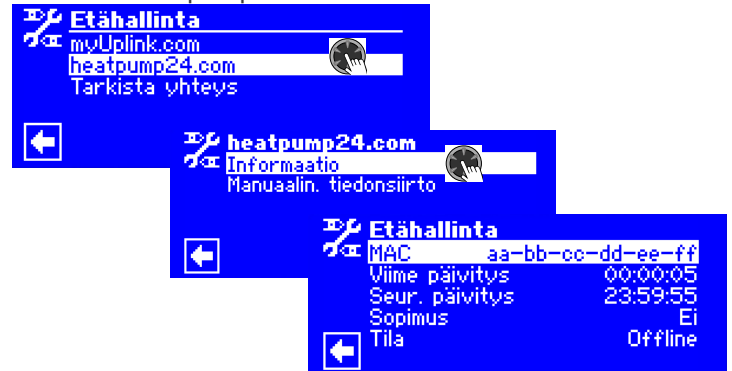 Etähallinta
myUplink.com
heatpump24.com
Tarkista yhteys
heatpump24.com
Informaatio
Manuaalin. tiedonsiirto
Etähallinta
MAC aa-bb-cc-dd-ee-ff
Viime päivitys 00:00:05
Seur. päivitys 23:59:55
Sopimus Ei
Tila Offline